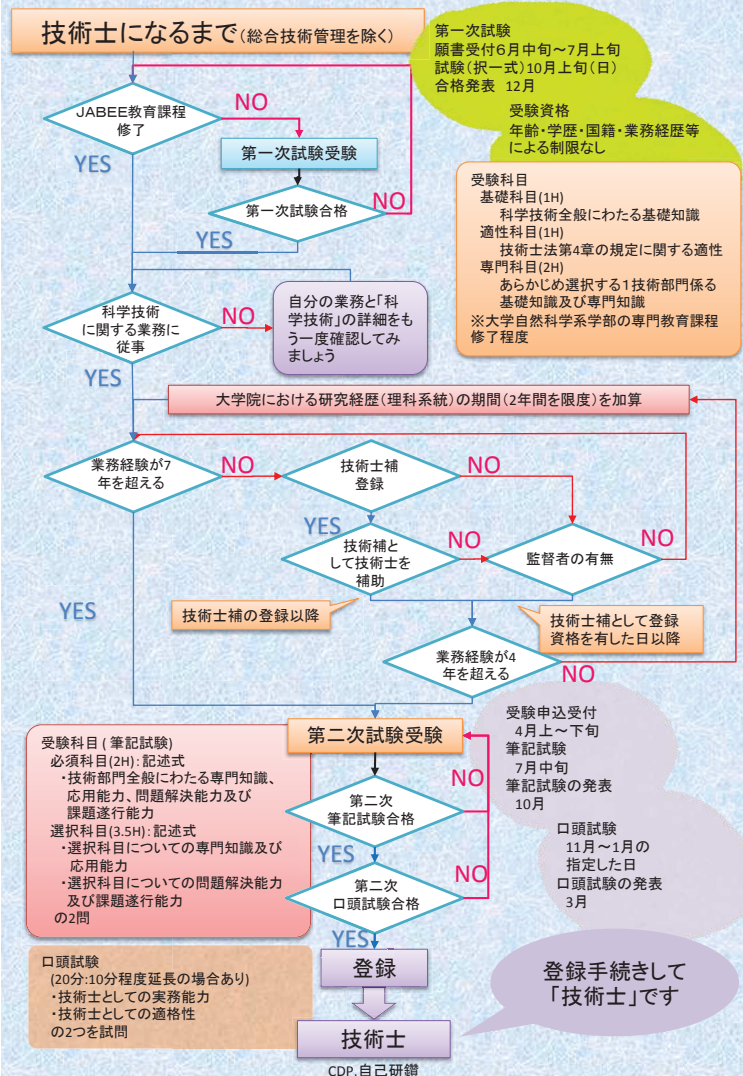 技術士になるまで(総合技術管理を除く)
第一次試験
願書受付6月中旬～7月上旬
試験(択一式)10月上旬(日)
合格発表 12月
受験資格
年齢・学歴・国籍・業務経歴等
による制限なし
JABEE教育課程
修了
NO
YES
第一次試験受験
第一次試験合格
NO
YES
受験科目
基礎科目(1H)
科学技術全般にわたる基礎知識
適性科目(1H)
技術士法第4章の規定に関する適性
専門科目(2H)
あらかじめ選択する1技術部門係る
基礎知識及び専門知識
※大学自然科学系学部の専門教育課程
修了程度
科学技術
に関する業務に
従事
NO
YES
自分の業務と「科
学技術」の詳細をも
う一度確認してみ
ましょう
大学院における研究経歴(理科系統)の期間(2年間を限度)を加算
業務経験が7
年を超える
NO
YES
技術士補
登録
NO
YES
技術補と
して技術士を
補助
NO
監督者の有無
NO
技術士補の登録以降
技術士補として登録
資格を有した日以降
業務経験が4
年を超える
NO
第二次試験受験
受験申込受付
4月上～下旬
筆記試験
7月中旬
筆記試験の発表
10月
口頭試験
11月～1月の
指定した日
口頭試験の発表
3月
受験科目(筆記試験)
必須科目(2H):記述式
・技術部門全般にわたる専門知識、
応用能力、問題解決能力及び
課題遂行能力
選択科目(3.5H):記述式
・選択科目についての専門知識及び
応用能力
・選択科目についての問題解決能力
及び課題遂行能力
の2問
第二次
筆記試験合格
NO
YES
第二次
口頭試験合格
NO
YES
口頭試験
(20分:10分程度延長の場合あり)
・技術士としての実務能力
・技術士としての適格性
の2つを試問
登録
登録手続きして
「技術士」です
技術士
CDP,自己研鑽